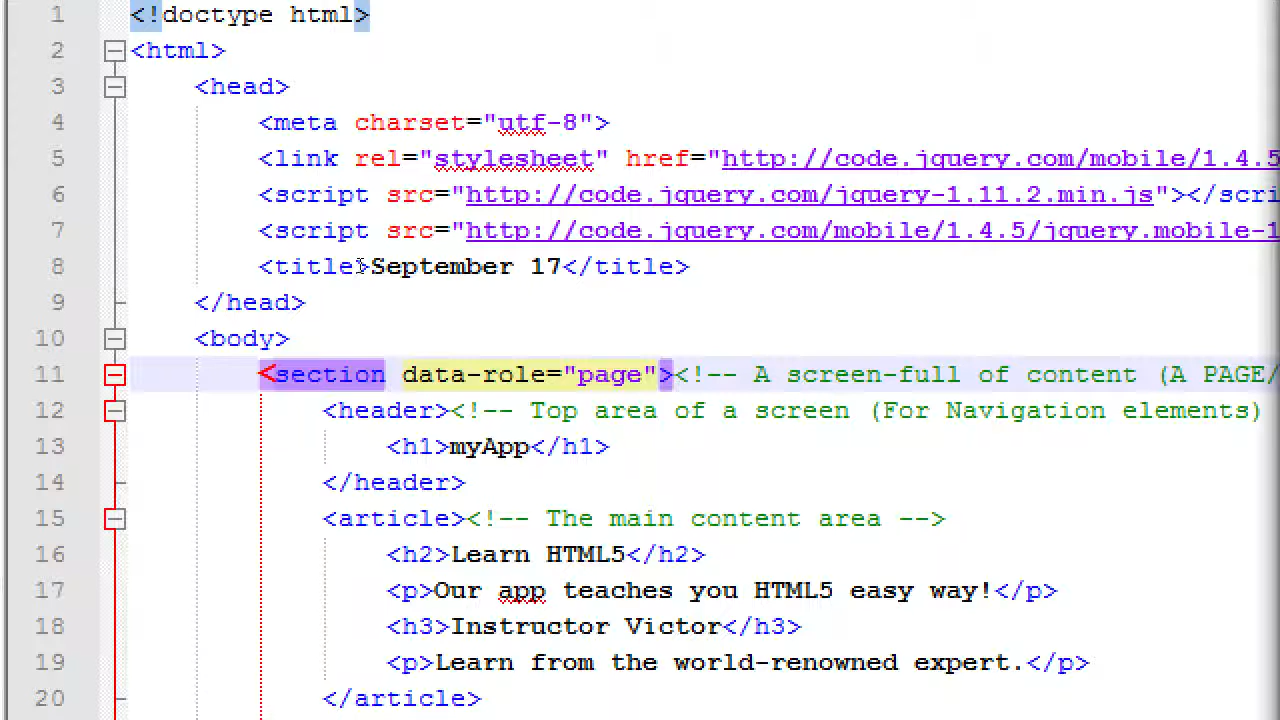 1 <!doctype html>
2 <html>
3 <head>
4 <meta charset="utf-8">
5 <link rel="stylesheet" href="http://code.jquery.com/mobile/1.4.5
6 <script src="http://code.jquery.com/jquery-1.11.2.min.js"></scri
7 <script src="http://code.jquery.com/mobile/1.4.5/jquery.mobile-1
8 <title>September 17</title>
9 </head>
10 <body>
11 <section data-role="page"><!-- A screen-full of content (A PAGE/
12 <header><!-- Top area of a screen (For Navigation elements)
13 <h1>myApp</h1>
14 </header>
15 <article><!-- The main content area -->
16 <h2>Learn HTML5</h2>
17 <p>Our app teaches you HTML5 easy way!</p>
18 <h3>Instructor Victor</h3>
19 <p>Learn from the world-renowned expert.</p>
20 </article>